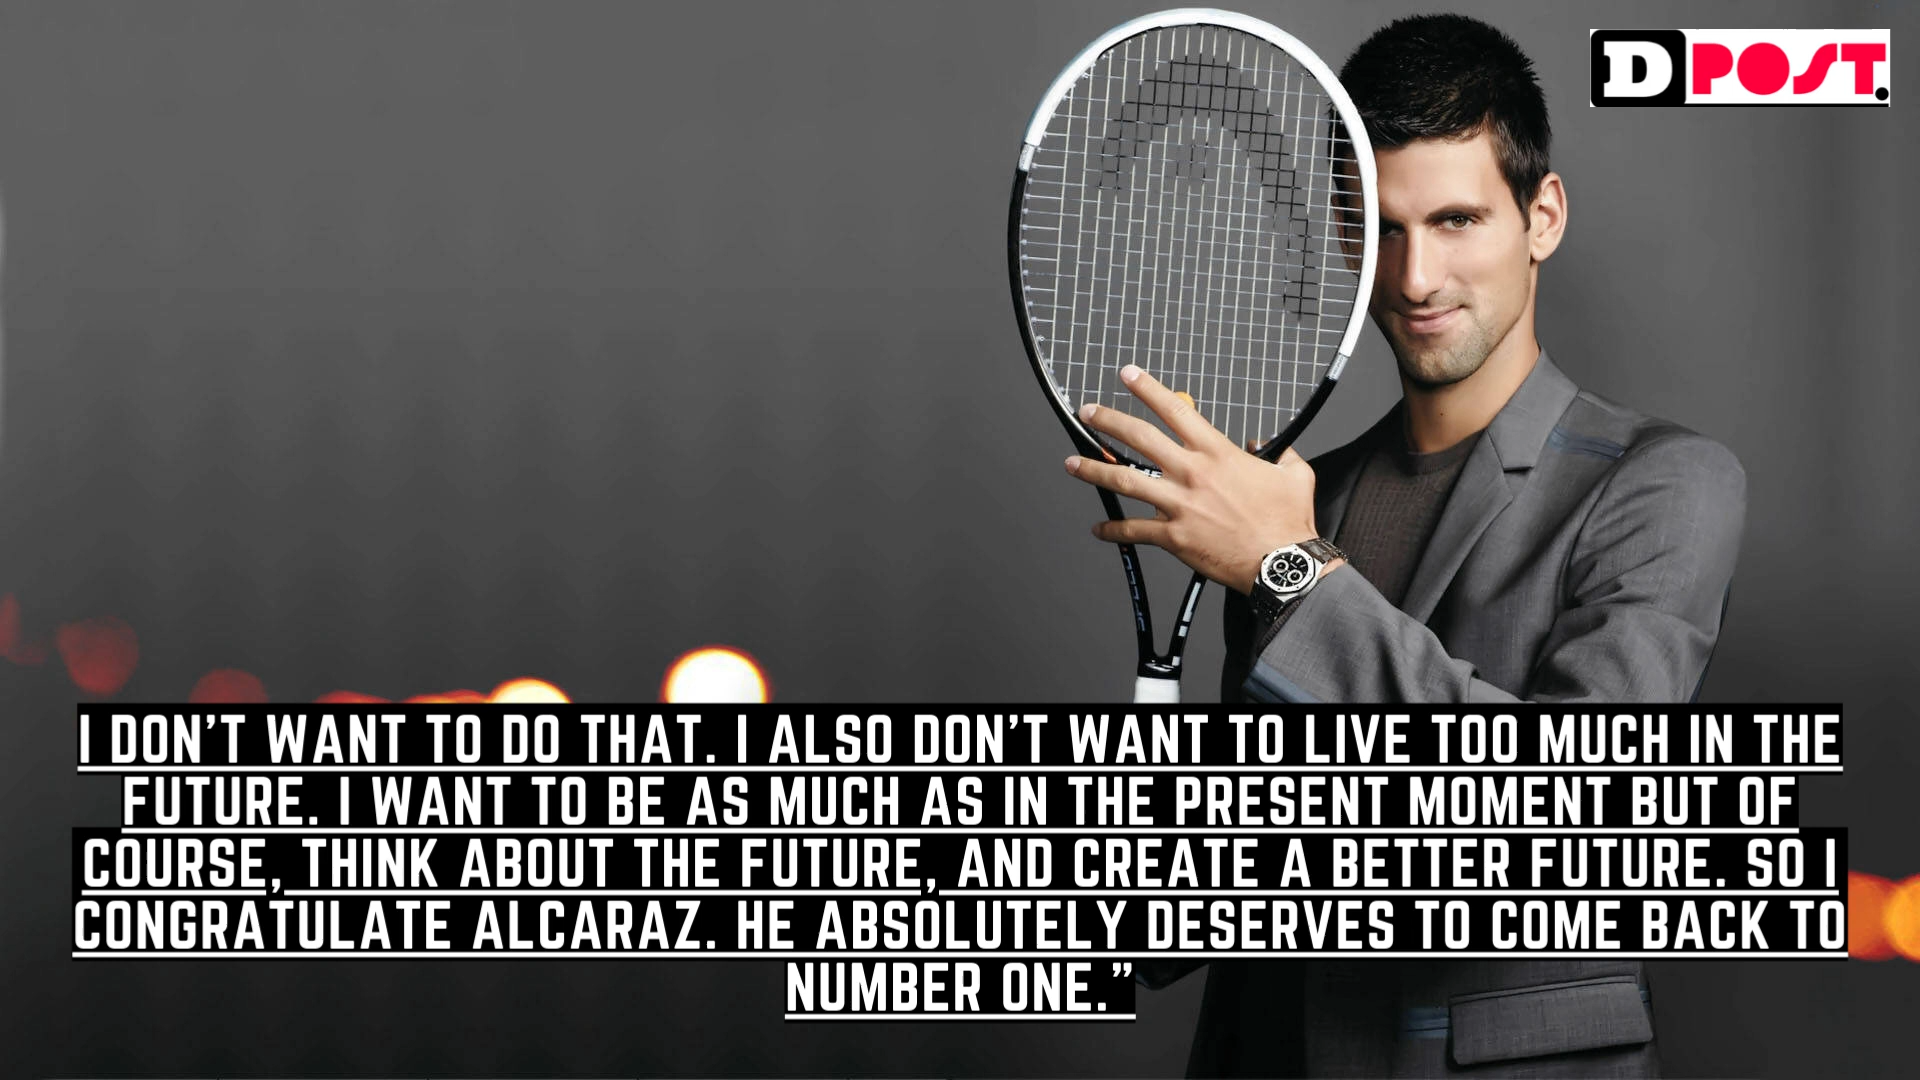 D POST.
I DON'T WANT TO DO THAT. I ALSO DON'T WANT TO LIVE TOO MUCH IN THE
FUTURE. I WANT TO BE AS MUCH AS IN THE PRESENT MOMENT BUT OF
COURSE, THINK ABOUT THE FUTURE, AND CREATE A BETTER FUTURE. SO I
CONGRATULATE ALCARAZ. HE ABSOLUTELY DESERVES TO COME BACK TO
NUMBER ONE.”